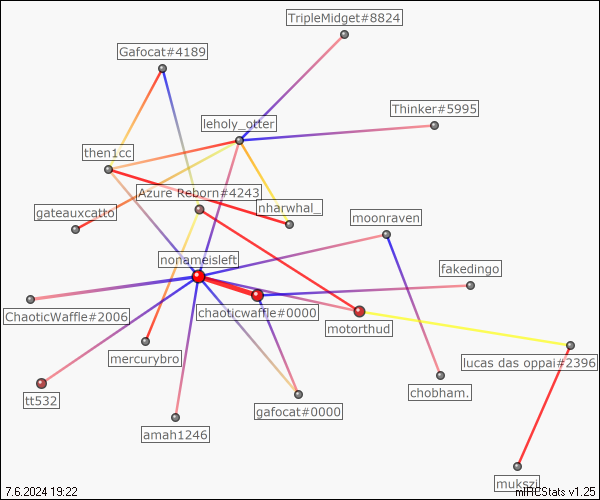 TripleMidget#8824
Gafocat#4189
Thinker#5995
leholy_otter
then1cc
Azure Reborn#4243
gateauxcatto
nharwhal_
moonraven
nonameisleft
fakedingo
ChaoticWaffle#2006
chaoticwaffle#0000
motorthud
mercurybro
lucas das oppai#2396
tt532
chobham.
gafocat#0000
amah1246
mukszi
7.6.2024 19:22
mIRCStats v1.25